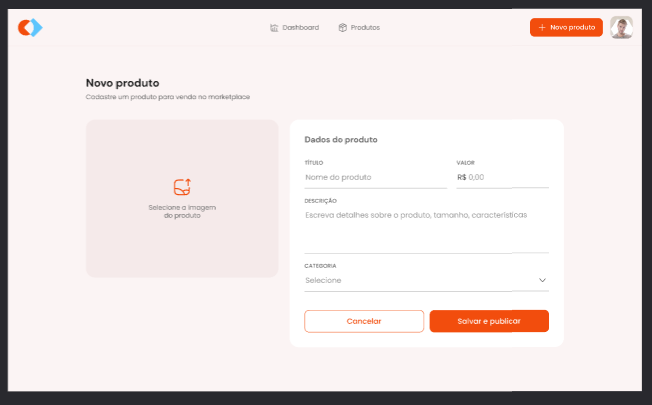 Dashboard
Produtos
Novo produto
Novo produto
Cadastre um produto para venda no marketplace
Selecione a imagem
do produto
Dados do produto
TÍTULO
VALOR
Nome do produto
R$ 0,00
DESCRIÇÃO
Escreva detalhes sobre o produto, tamanho, características
CATEGORIA
Selecione
Cancelar
Salvar e publicar